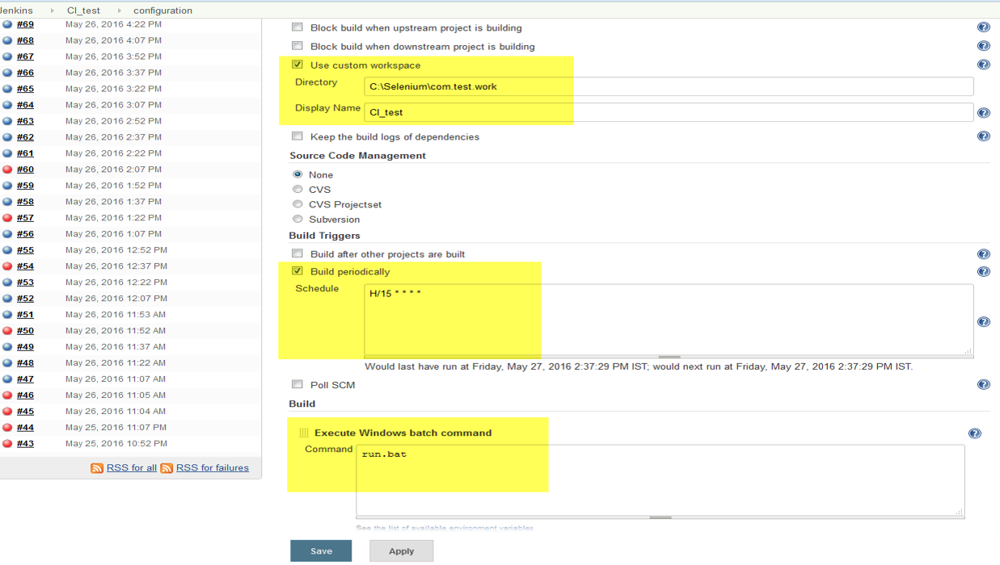 Jenkins CI_test configuration
#69 May 26, 2016 4:22 PM
#68 May 26, 2016 4:07 PM
#67 May 26, 2016 3:52 PM
#66 May 26, 2016 3:37 PM
#65 May 26, 2016 3:22 PM
#64 May 26, 2016 3:07 PM
#63 May 26, 2016 2:52 PM
#62 May 26, 2016 2:37 PM
#61 May 26, 2016 2:22 PM
#60 May 26, 2016 2:07 PM
#59 May 26, 2016 1:52 PM
#58 May 26, 2016 1:37 PM
#57 May 26, 2016 1:22 PM
#56 May 26, 2016 1:07 PM
#55 May 26, 2016 12:52 PM
#54 May 26, 2016 12:37 PM
#53 May 26, 2016 12:22 PM
#52 May 26, 2016 12:07 PM
#51 May 26, 2016 11:53 AM
#50 May 26, 2016 11:52 AM
#49 May 26, 2016 11:37 AM
#48 May 26, 2016 11:22 AM
#47 May 26, 2016 11:07 AM
#46 May 26, 2016 11:05 AM
#45 May 26, 2016 11:04 AM
#44 May 25, 2016 11:07 PM
#43 May 25, 2016 10:52 PM
RSS for all RSS for failures
Block build when upstream project is building
Block build when downstream project is building
Use custom workspace
Directory C:\Selenium\com.test.work
Display Name CI_test
Keep the build logs of dependencies
Source Code Management
None
CVS
CVS Projectset
Subversion
Build Triggers
Build after other projects are built
Build periodically
Schedule H/15 * * * *
Would last have run at Friday, May 27, 2016 2:37:29 PM IST; would next run at Friday, May 27, 2016 2:37:29 PM IST.
Poll SCM
Build
Execute Windows batch command
Command run.bat
See the list of available environment variables
Save Apply